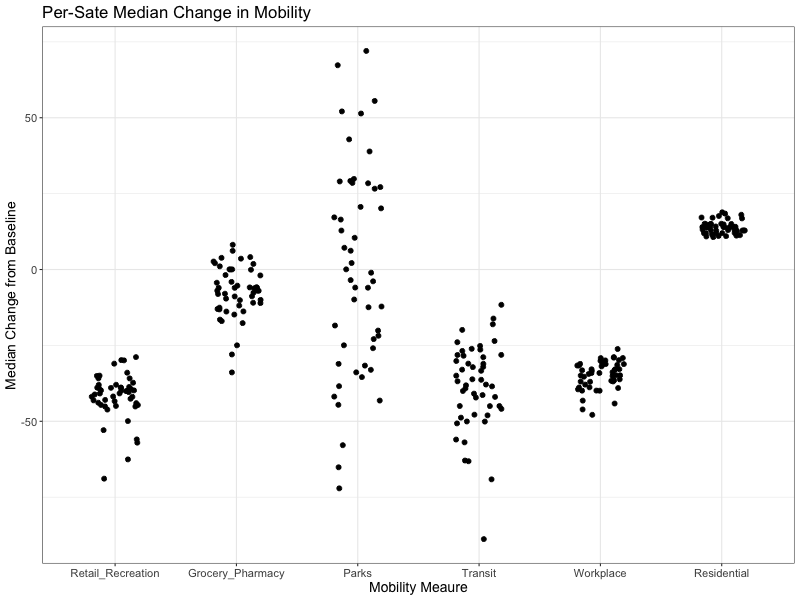 Per-Sate Median Change in Mobility
Median Change from Baseline
50
0
-50
Retail_Recreation
Grocery_Pharmacy
Parks
Transit
Workplace
Residential
Mobility Meaure